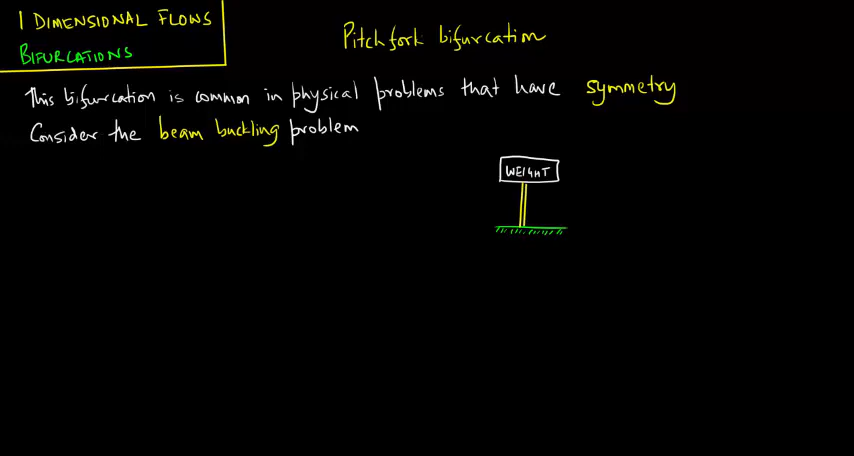 1 DIMENSIONAL FLOWS
BIFURCATIONS
Pitchfork bifurcation
This bifurcation is common in physical problems that have symmetry
Consider the beam buckling problem
WEIGHT